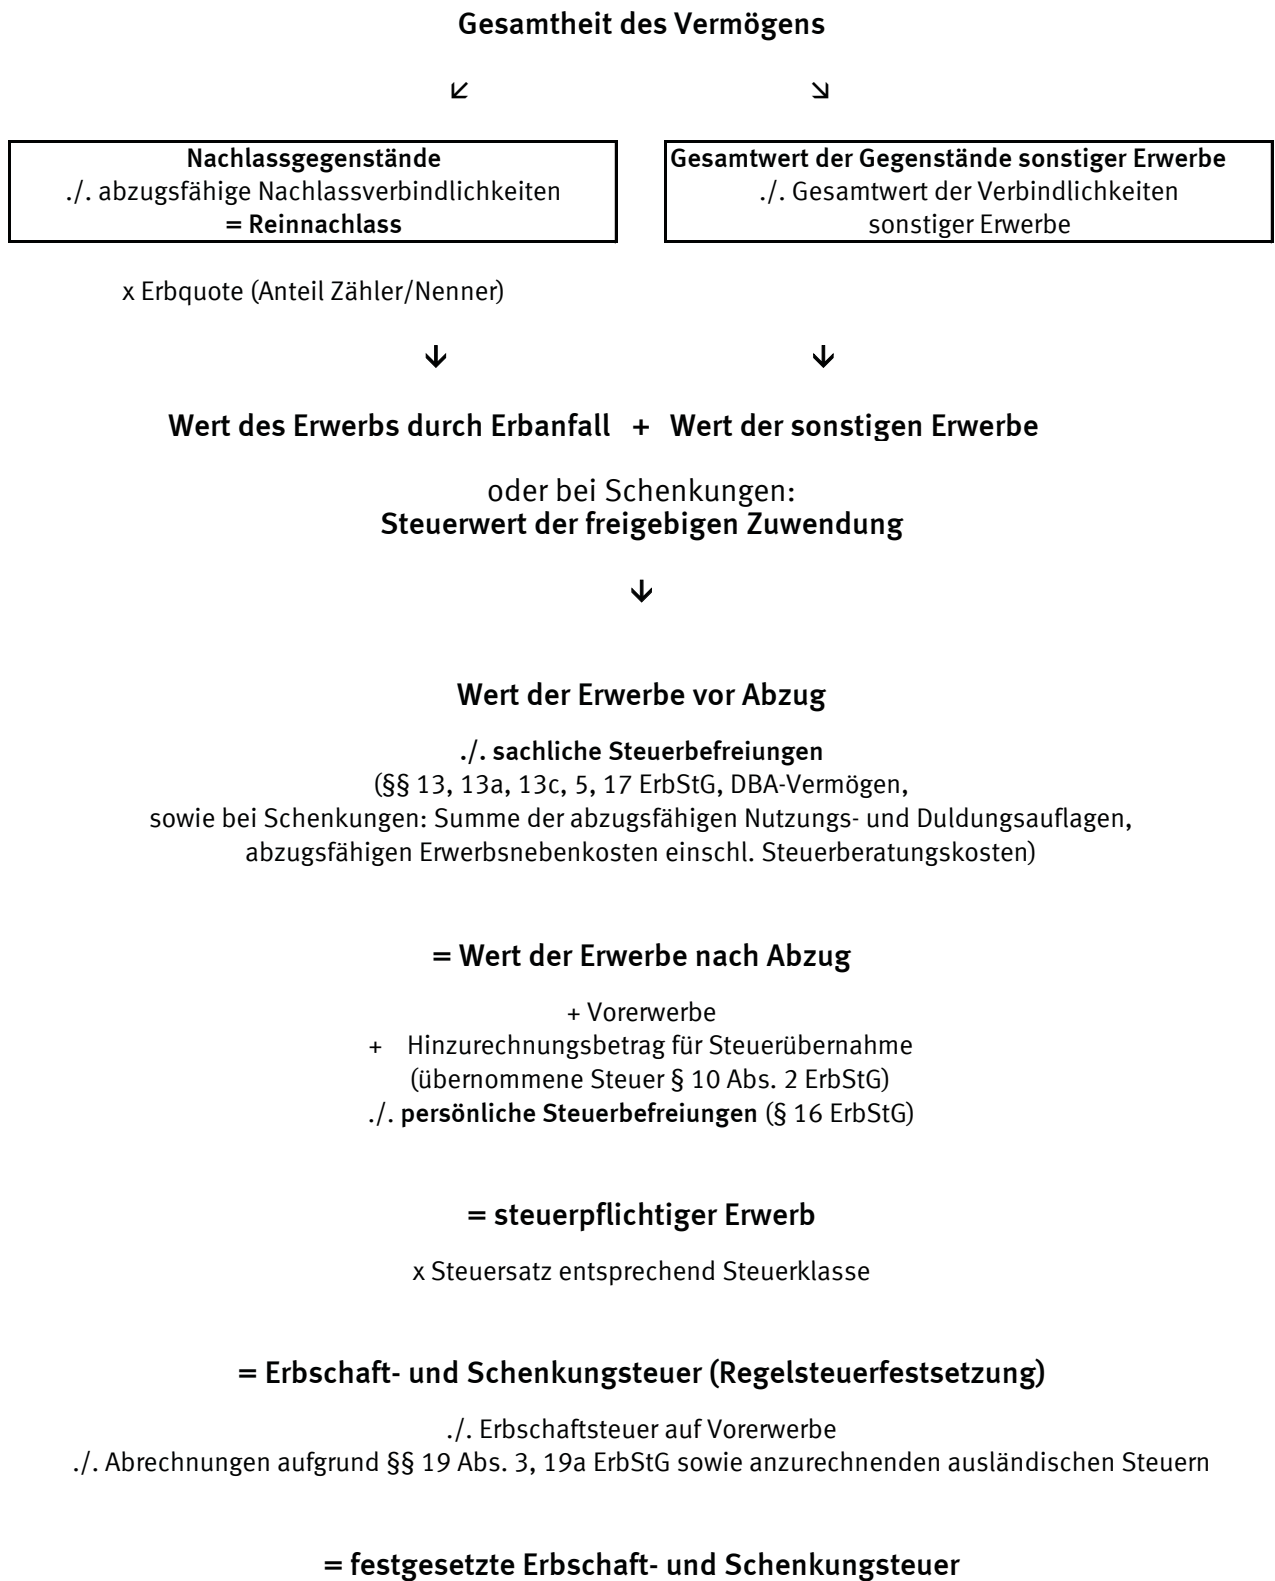 Gesamtheit des Vermögens
Nachlassgegenstände
./. abzugsfähige Nachlassverbindlichkeiten
= Reinnachlass
Gesamtwert der Gegenstände sonstiger Erwerbe
./. Gesamtwert der Verbindlichkeiten
sonstiger Erwerbe
x Erbquote (Anteil Zähler/Nenner)
Wert des Erwerbs durch Erbanfall + Wert der sonstigen Erwerbe
oder bei Schenkungen:
Steuerwert der freigebigen Zuwendung
Wert der Erwerbe vor Abzug
./. sachliche Steuerbefreiungen
(§§ 13, 13a, 13c, 5, 17 ErbStG, DBA-Vermögen,
sowie bei Schenkungen: Summe der abzugsfähigen Nutzungs- und Duldungsauflagen,
abzugsfähigen Erwerbsnebenkosten einschl. Steuerberatungskosten)
= Wert der Erwerbe nach Abzug
+ Vorerwerbe
+ Hinzurechnungsbetrag für Steuerübernahme
(übernommene Steuer § 10 Abs. 2 ErbStG)
./. persönliche Steuerbefreiungen (§ 16 ErbStG)
= steuerpflichtiger Erwerb
x Steuersatz entsprechend Steuerklasse
= Erbschaft- und Schenkungsteuer (Regelsteuerfestsetzung)
./. Erbschaftsteuer auf Vorerwerbe
./. Abrechnungen aufgrund §§ 19 Abs. 3, 19a ErbStG sowie anzurechnenden ausländischen Steuern
= festgesetzte Erbschaft- und Schenkungsteuer